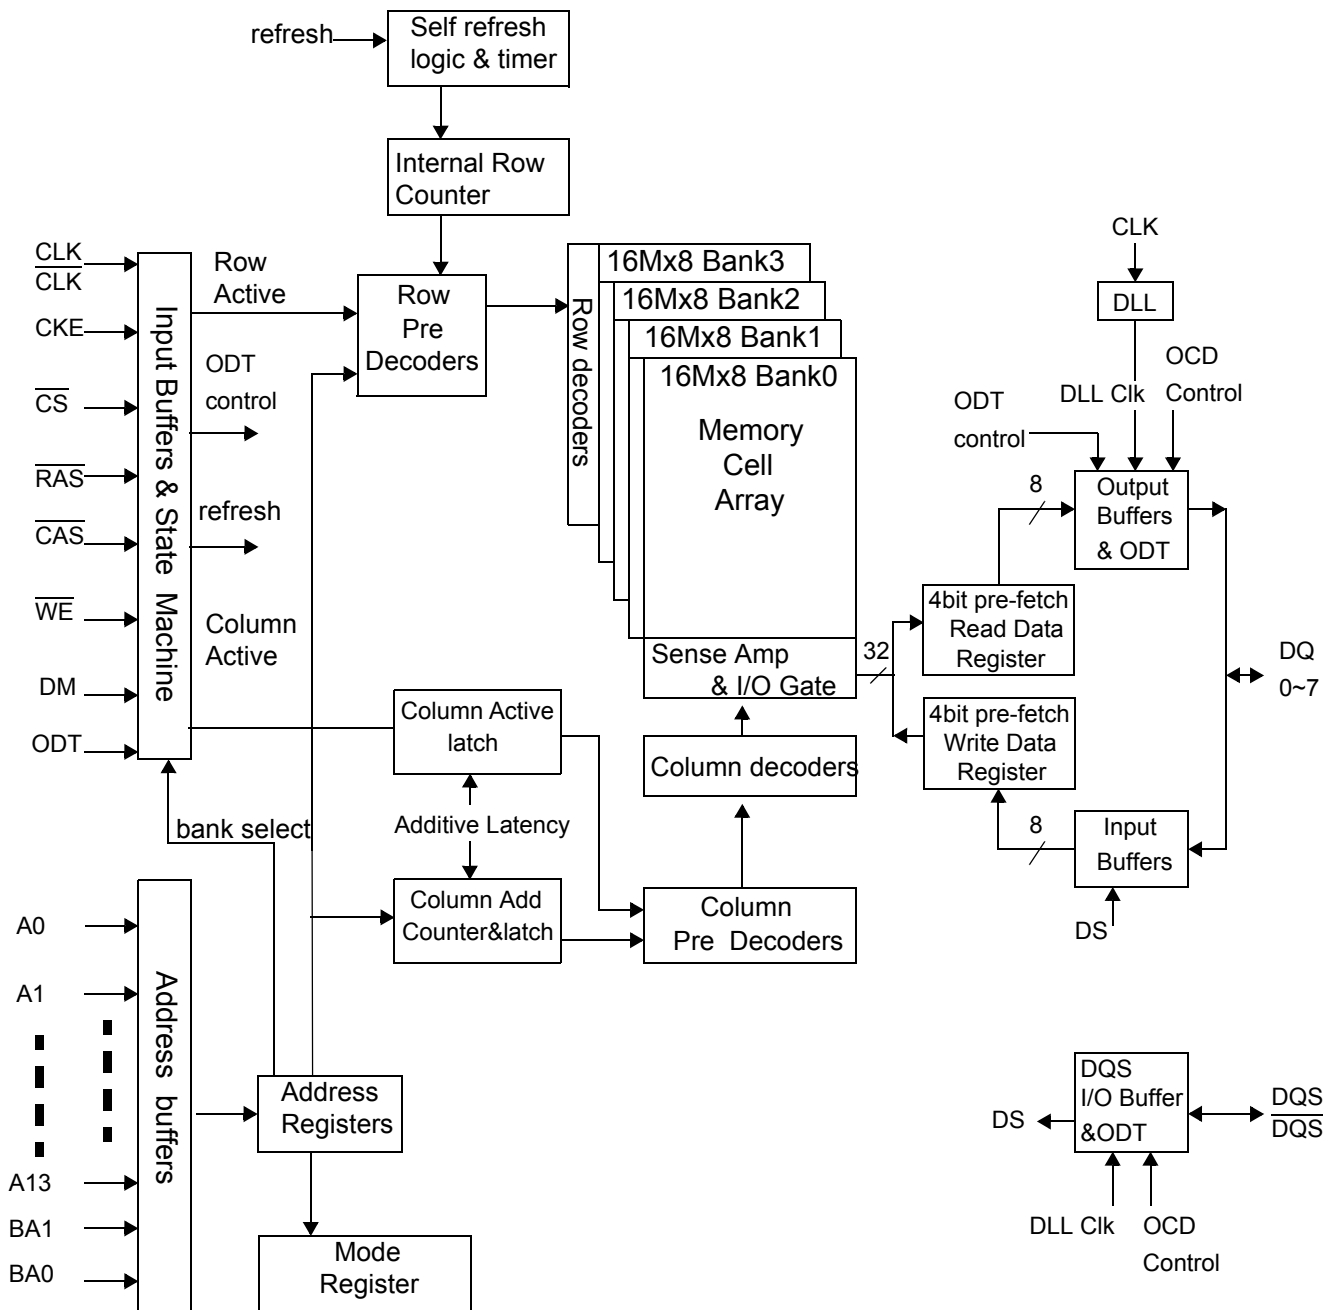 refresh
Self refresh
logic & timer
Internal Row
Counter
CLK
CLK
CKE
CS
RAS
CAS
WE
DM
ODT
Input Buffers & State Machine
Row
Active
ODT
control
refresh
Column
Active
bank select
Row
Pre
Decoders
Row decoders
16Mx8 Bank3
16Mx8 Bank2
16Mx8 Bank1
16Mx8 Bank0
Memory
Cell
Array
Sense Amp
& I/O Gate
32
Column decoders
Column Active
latch
Additive Latency
Column Add
Counter&latch
Column
Pre Decoders
CLK
DLL
DLL Clk
OCD
Control
ODT
control
8
Output
Buffers
& ODT
4bit pre-fetch
Read Data
Register
4bit pre-fetch
Write Data
Register
DQ
0~7
8
Input
Buffers
DS
A0
A1
A13
BA1
BA0
Address buffers
Address
Registers
Mode
Register
DS
DQS
I/O Buffer
&ODT
DQS
DQS
DLL Clk
OCD
Control